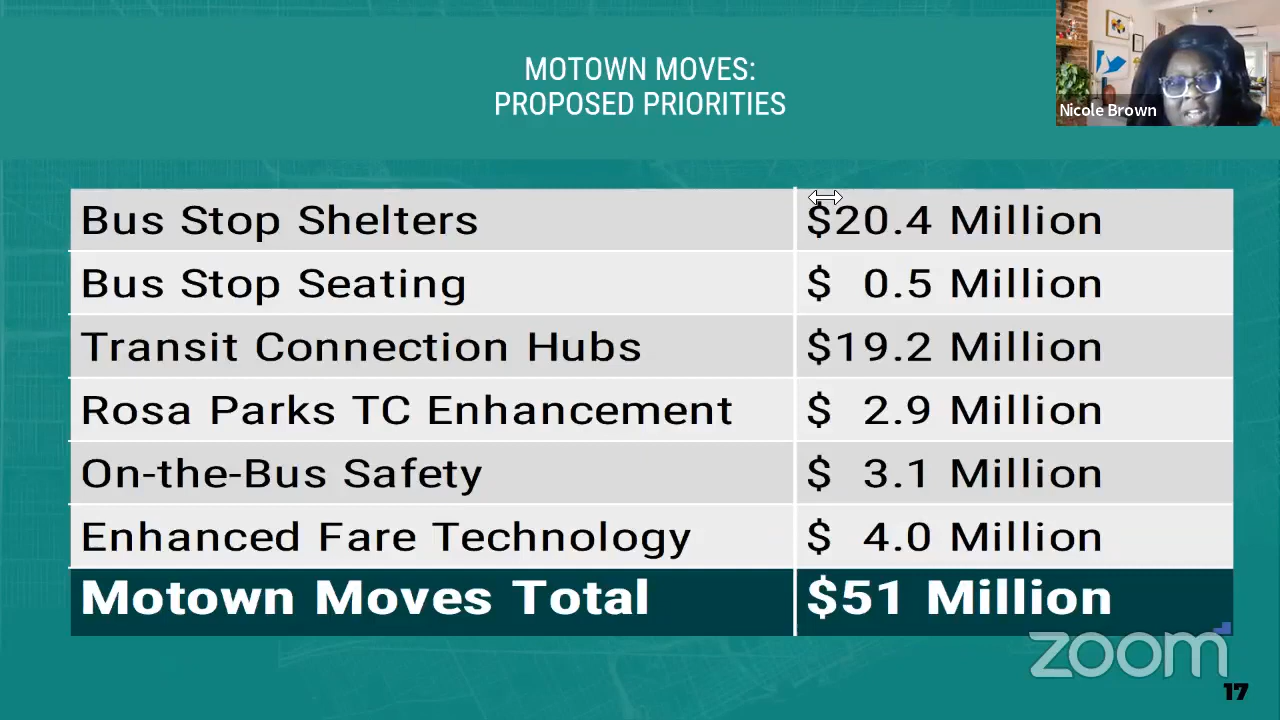 MOTOWN MOVES:
PROPOSED PRIORITIES
Nicole Brown
Bus Stop Shelters $20.4 Million
Bus Stop Seating $ 0.5 Million
Transit Connection Hubs $19.2 Million
Rosa Parks TC Enhancement $ 2.9 Million
On-the-Bus Safety $ 3.1 Million
Enhanced Fare Technology $ 4.0 Million
Motown Moves Total $51 Million
zoom
17